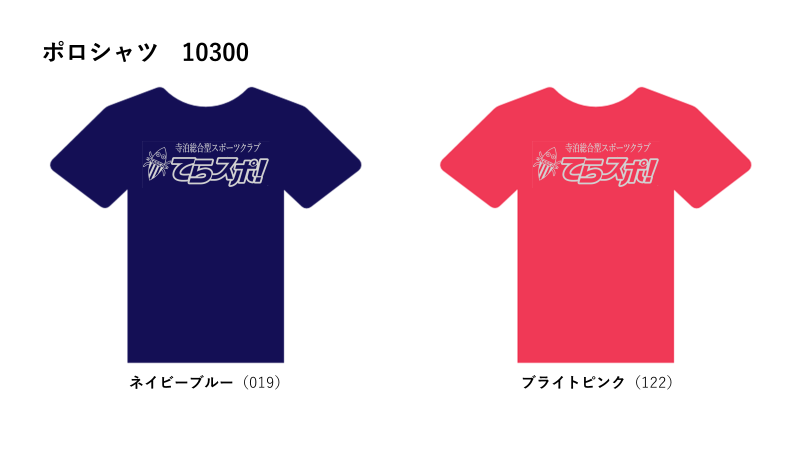 ポロシャツ　10300
寺泊総合型スポーツクラブ
てらスポ!
寺泊総合型スポーツクラブ
てらスポ!
ネイビーブルー（019）
ブライトピンク（122）